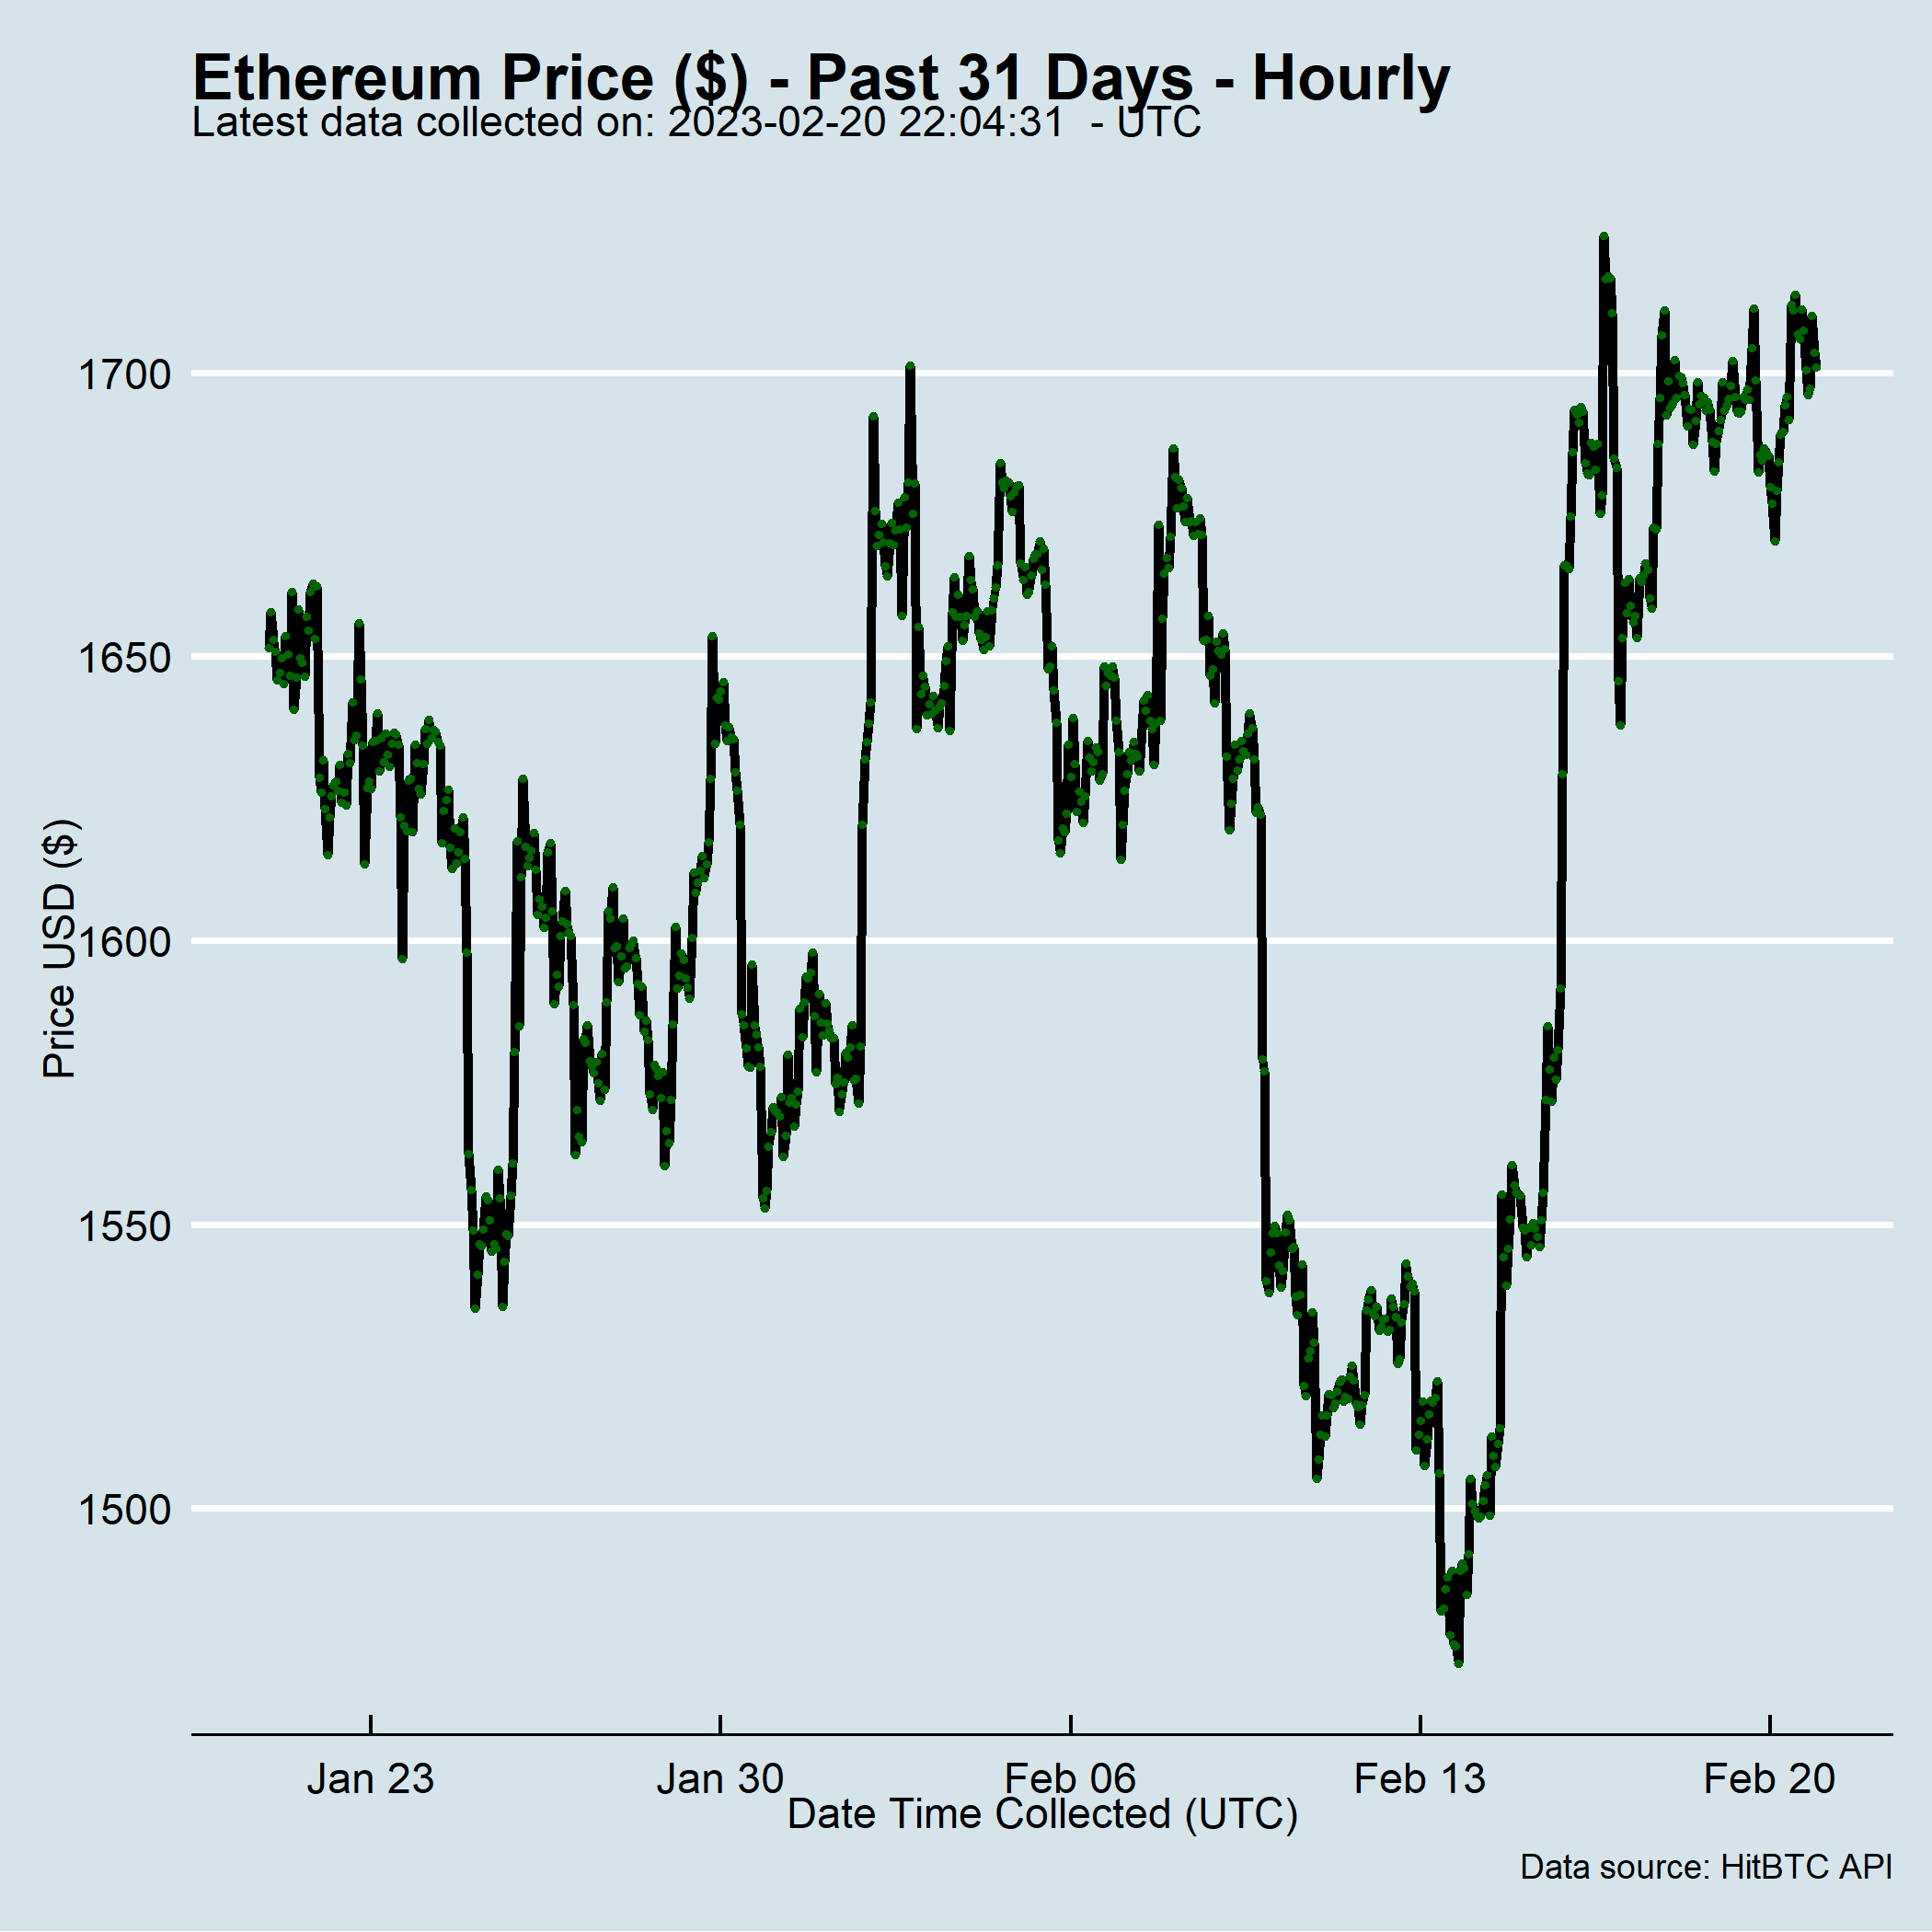 Ethereum Price ($) - Past 31 Days - Hourly
Latest data collected on: 2023-02-20 22:04:31  - UTC
Price USD ($)
1700
1650
1600
1550
1500
Jan 23
Jan 30
Feb 06
Feb 13
Feb 20
Date Time Collected (UTC)
Data source: HitBTC API